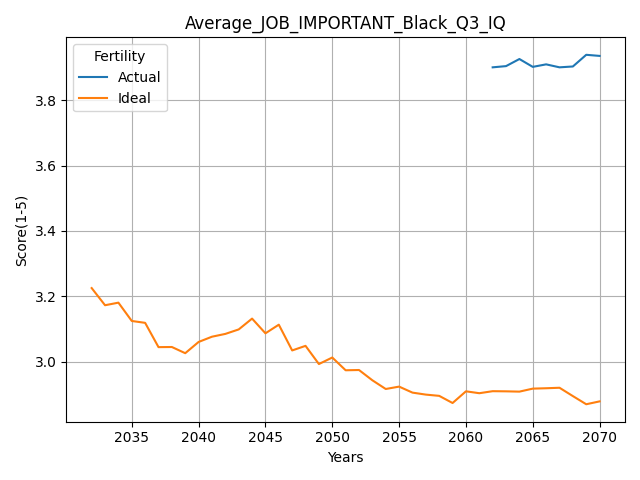 Average_JOB_IMPORTANT_Black_Q3_IQ
Fertility
Actual
Ideal
Score(1-5)
3.8
3.6
3.4
3.2
3.0
2035 2040 2045 2050 2055 2060 2065 2070
Years